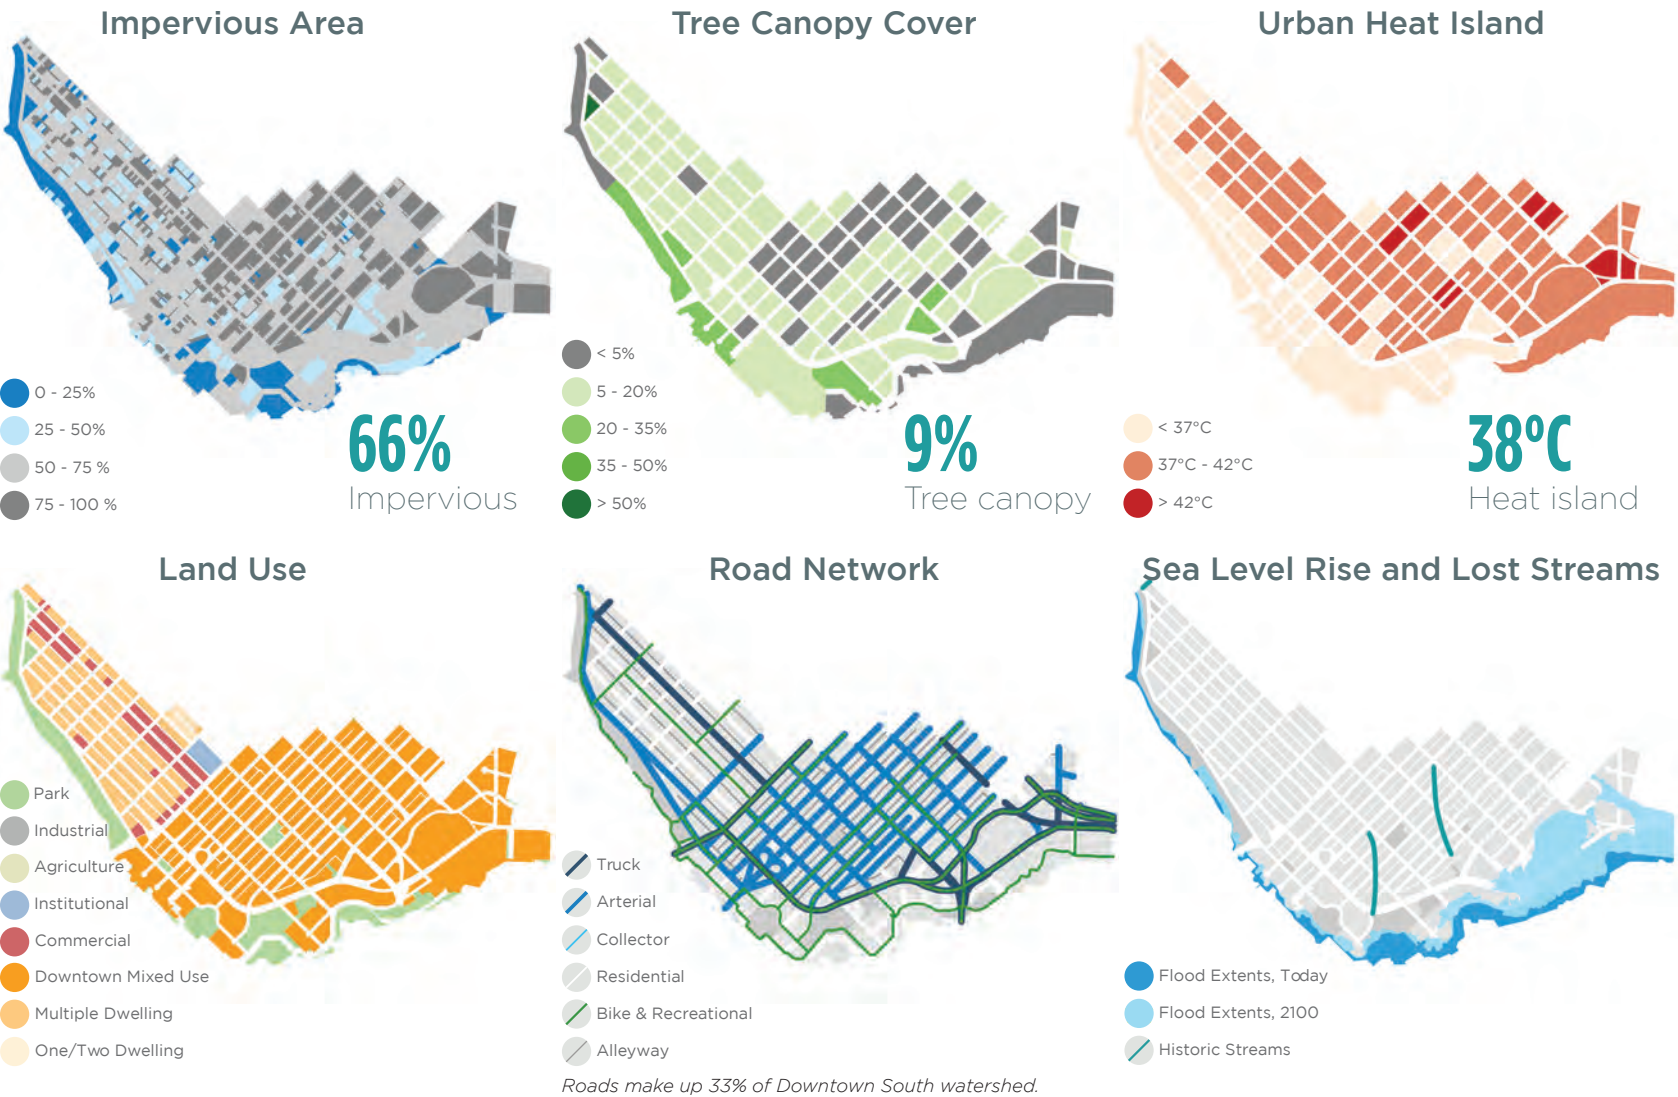 Impervious Area
Tree Canopy Cover
Urban Heat Island
0 - 25%
25 - 50%
50 - 75 %
75 - 100 %
66%
Impervious
< 5%
5 - 20%
20 - 35%
35 - 50%
> 50%
9%
Tree canopy
< 37°C
37°C - 42°C
> 42°C
38°C
Heat island
Land Use
Road Network
Sea Level Rise and Lost Streams
Park
Industrial
Agriculture
Institutional
Commercial
Downtown Mixed Use
Multiple Dwelling
One/Two Dwelling
Truck
Arterial
Collector
Residential
Bike & Recreational
Alleyway
Roads make up 33% of Downtown South watershed.
Flood Extents, Today
Flood Extents, 2100
Historic Streams